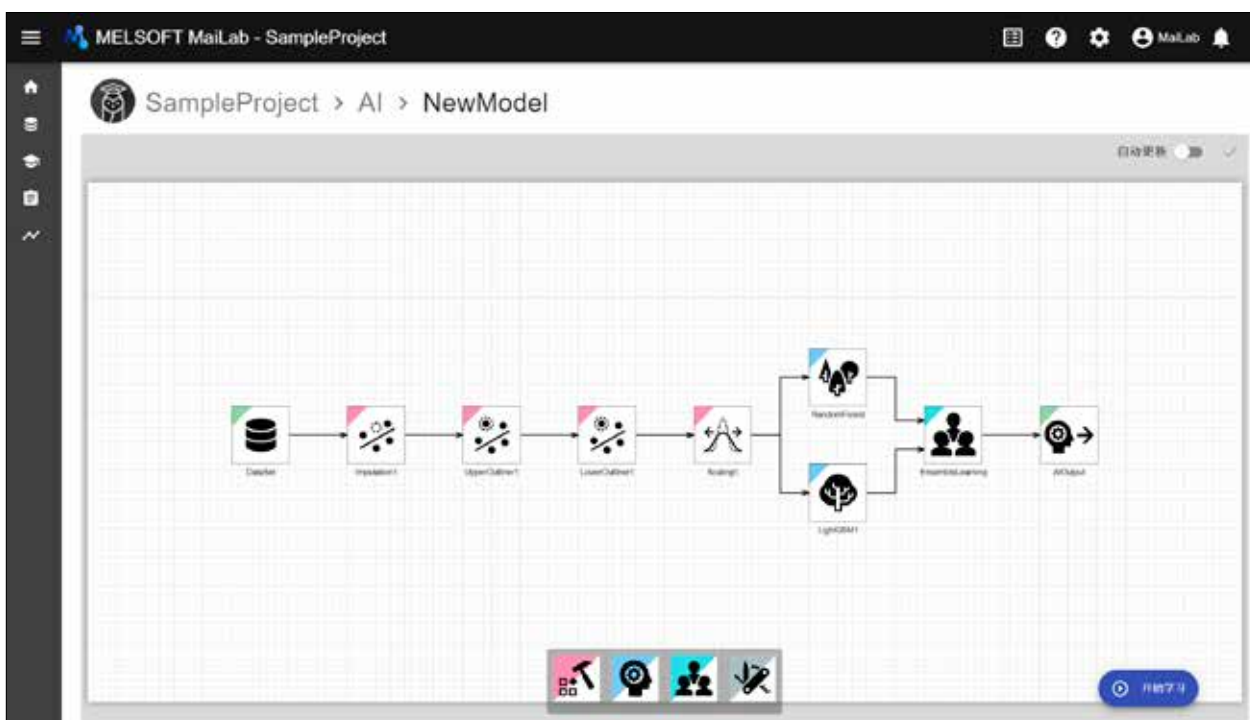 MELSOFT MaiLab - SampleProject
MaiLab
SampleProject > AI > NewModel
自动更新
RandomForest
DataSet
Imputation1
UpperOutlier1
LowerOutlier1
Scaling1
EnsembleLearning
AIOutput
LightGBM1
开始学习